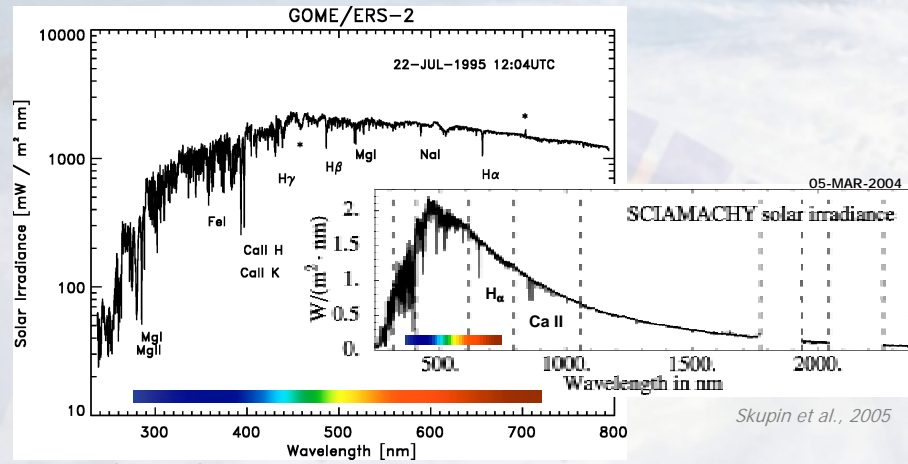 GOME/ERS-2
10000
22-JUL-1995 12:04UTC
*
1000
*
Hγ
Hβ
MgI
NaI
Hα
FeI
CaII H
CaII K
100
MgI
MgII
10
300
400
500
600
700
800
Wavelength [nm]
Solar Irradiance [mW / m² nm]
05-MAR-2004
SCIAMACHY solar irradiance
2.
1.5
1.
0.5
0.
W/(m² · nm)
Hα
Ca II
500.
1000.
1500.
2000.
Wavelength in nm
Skupin et al., 2005